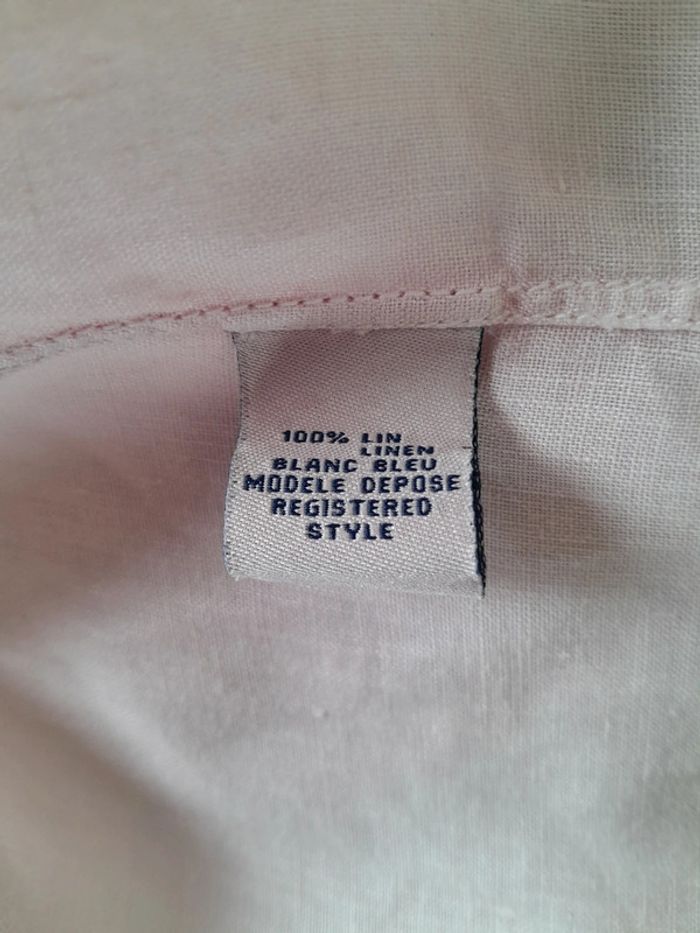 100% LIN
LINEN
BLANC BLEU
MODELE DEPOSE
REGISTERED
STYLE